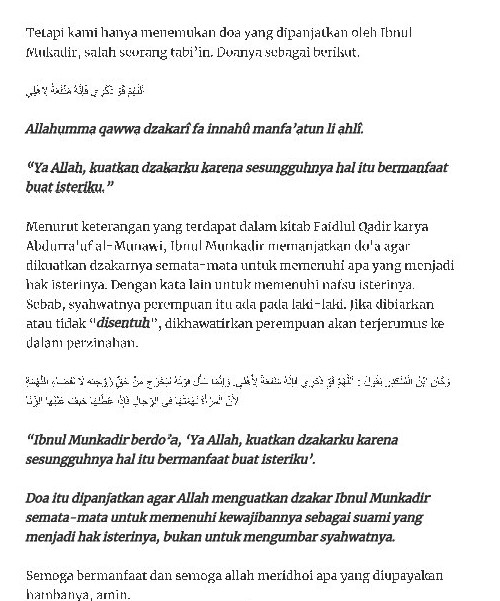 Tetapi kami hanya menemukan doa yang dipanjatkan oleh Ibnul
Mukadir, salah seorang tabi'in. Doanya sebagai berikut.
اَللّٰهُمَّ قَوِّ ذَكَرِي فَإِنَّهُ مَنْفَعَةٌ لِاَهْلِي
Allahumma qawwa dzakarî fa innahû manfa'atun li ahlî.
"Ya Allah, kuatkan dzakarku karena sesungguhnya hal itu bermanfaat
buat isteriku."
Menurut keterangan yang terdapat dalam kitab Faidlul Qadir karya
Abdurra'uf al-Munawi, Ibnul Munkadir memanjatkan do'a agar
dikuatkan dzakarnya semata-mata untuk memenuhi apa yang menjadi
hak isterinya. Dengan kata lain untuk memenuhi nafsu isterinya.
Sebab, syahwatnya perempuan itu ada pada laki-laki. Jika dibiarkan
atau tidak "disentuh", dikhawatirkan perempuan akan terjerumus ke
dalam perzinahan.
وَكَانَ ابْنُ الْمُنْكَدِرِ يَقُولُ : اَللّٰهُمَّ قَوِّ ذَكَرِي فَإِنَّهُ مَنْفَعَةٌ لِأَهْلِي وَإِنَّمَا سَأَلَ قُوَّتَهُ لِيَخْرُجَ مِنْ حَقِّ زَوْجَتِهِ لَا لِقَضَاءِ النَّهْمَةِ
لِأَنَّ الْمَرْأَةَ نَهْمَتُهَا فِي الرِّجَالِ فَإِذَا عَطَّلَهَا خِيفَ عَلَيْهَا الزِّنَا
"Ibnul Munkadir berdo'a, 'Ya Allah, kuatkan dzakarku karena
sesungguhnya hal itu bermanfaat buat isteriku'.
Doa itu dipanjatkan agar Allah menguatkan dzakar Ibnul Munkadir
semata-mata untuk memenuhi kewajibannya sebagai suami yang
menjadi hak isterinya, bukan untuk mengumbar syahwatnya.
Semoga bermanfaat dan semoga allah meridhoi apa yang diupayakan
hambanya, amin.